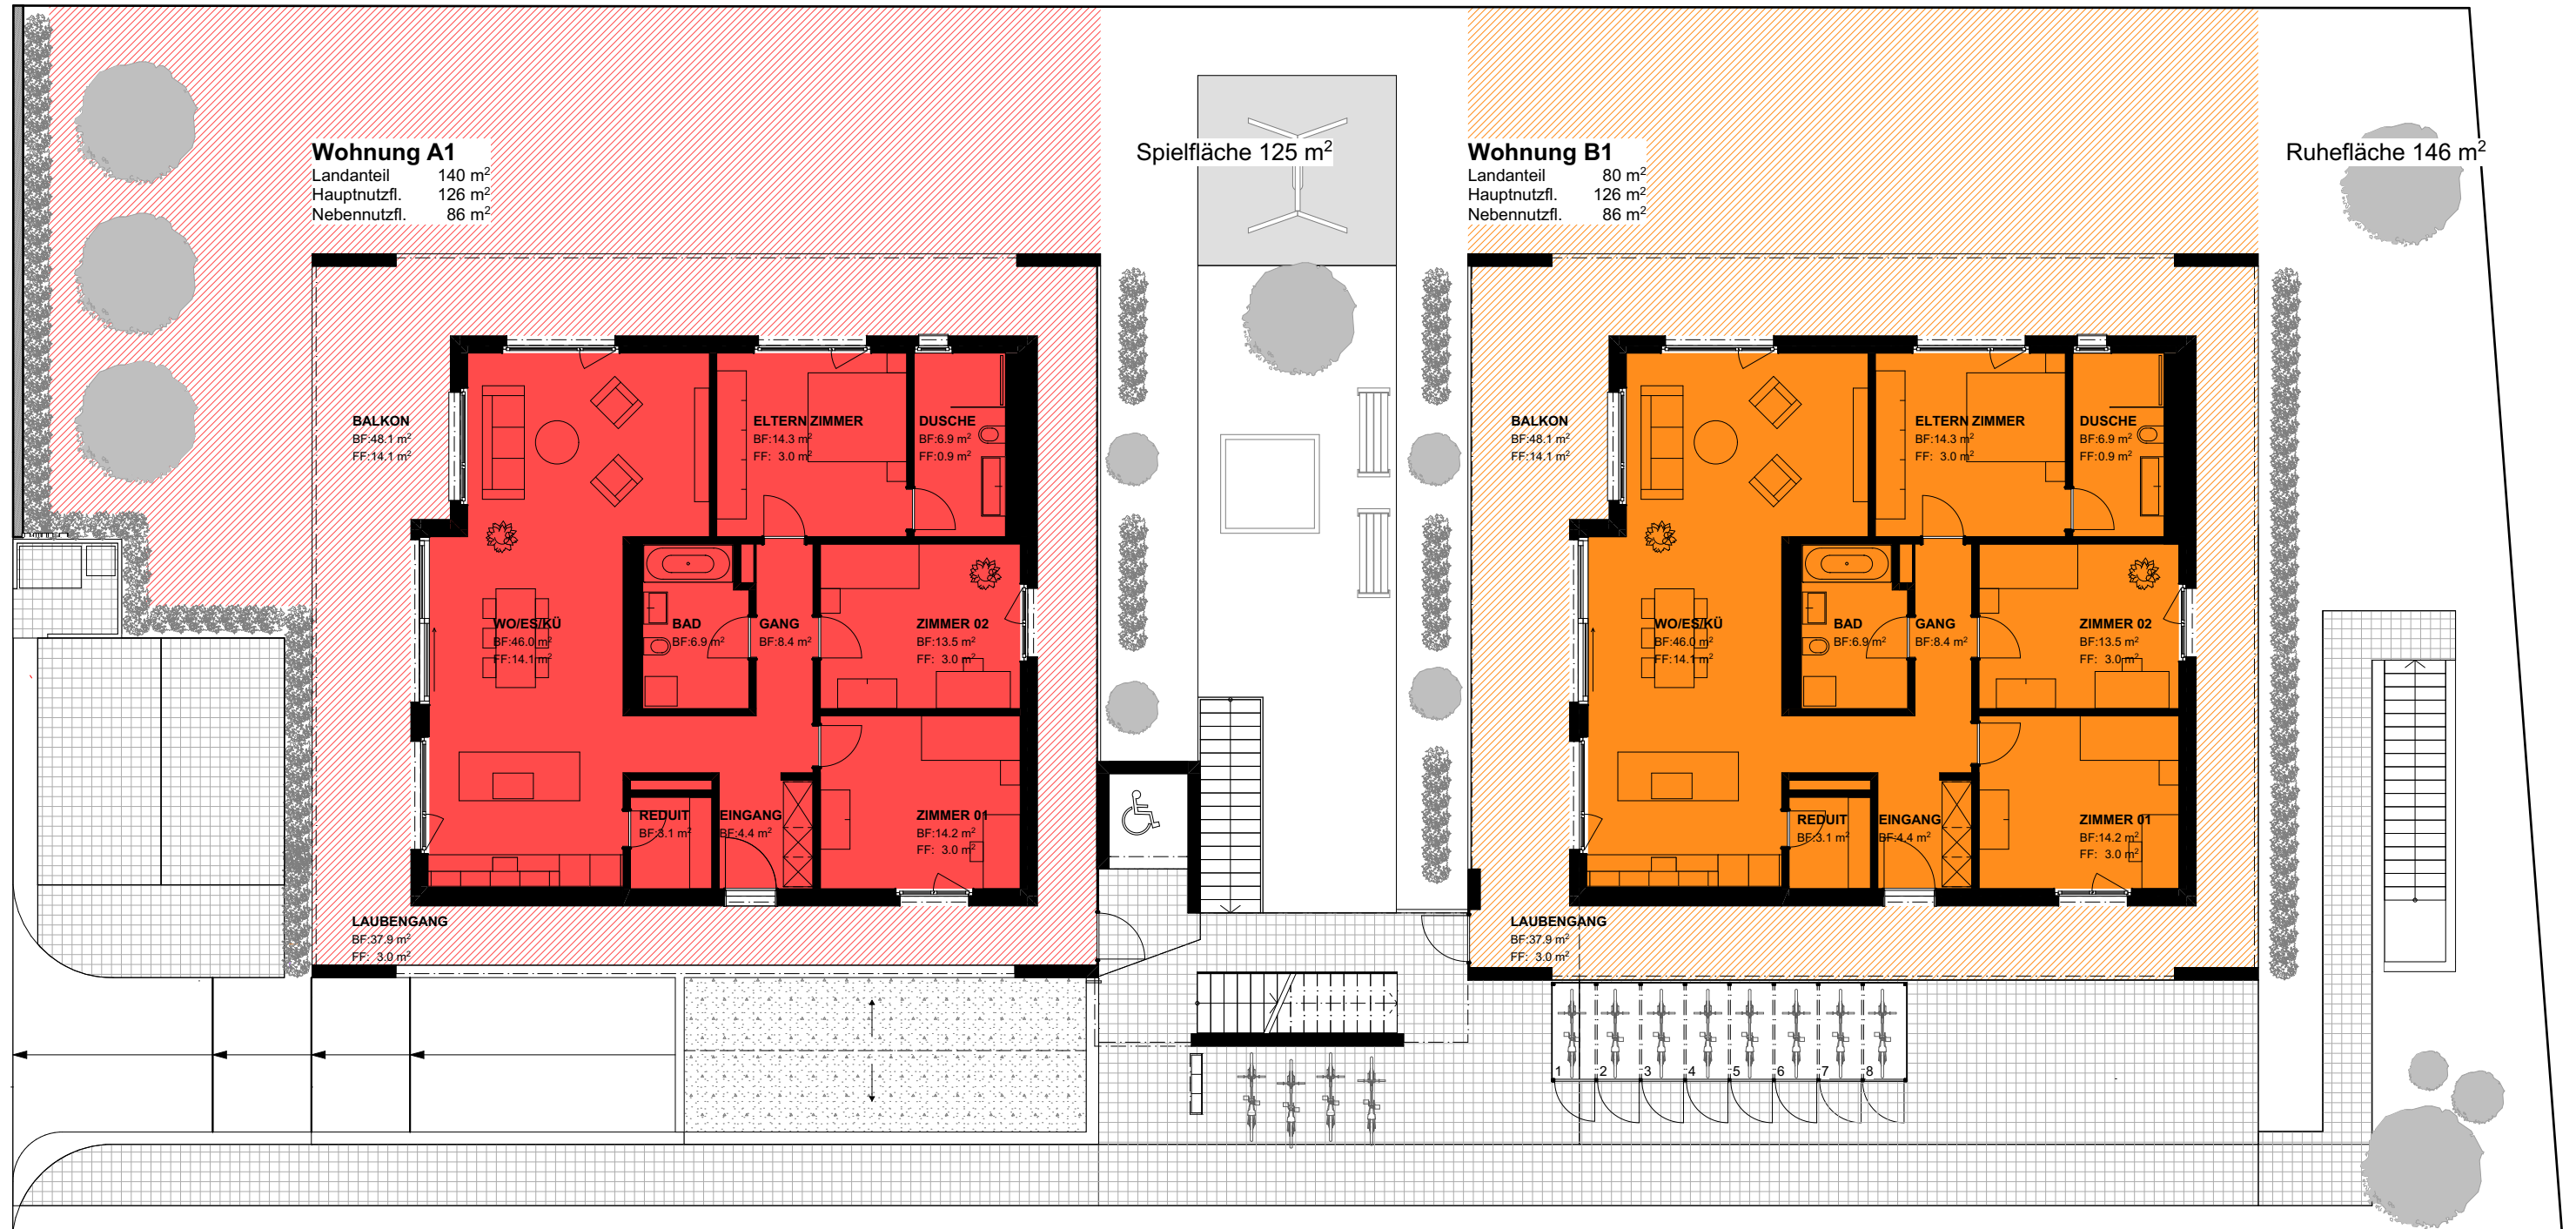 Wohnung A1
Landanteil 140 m²
Hauptnutzfl. 126 m²
Nebennutzfl. 86 m²
Spielfläche 125 m²
Wohnung B1
Landanteil 80 m²
Hauptnutzfl. 126 m²
Nebennutzfl. 86 m²
Ruhefläche 146 m²
BALKON
BF:48.1 m²
FF:14.1 m²
ELTERN ZIMMER
BF:14.3 m²
FF: 3.0 m²
DUSCHE
BF:6.9 m²
FF:0.9 m²
WO/ES/KÜ
BF:46.0 m²
FF:14.1 m²
BAD
BF:6.9 m²
GANG
BF:8.4 m²
ZIMMER 02
BF:13.5 m²
FF: 3.0 m²
REDUIT
BF:3.1 m²
EINGANG
BF:4.4 m²
ZIMMER 01
BF:14.2 m²
FF: 3.0 m²
LAUBENGANG
BF:37.9 m²
FF: 3.0 m²
BALKON
BF:48.1 m²
FF:14.1 m²
ELTERN ZIMMER
BF:14.3 m²
FF: 3.0 m²
DUSCHE
BF:6.9 m²
FF:0.9 m²
WO/ES/KÜ
BF:46.0 m²
FF:14.1 m²
BAD
BF:6.9 m²
GANG
BF:8.4 m²
ZIMMER 02
BF:13.5 m²
FF: 3.0 m²
REDUIT
BF:3.1 m²
EINGANG
BF:4.4 m²
ZIMMER 01
BF:14.2 m²
FF: 3.0 m²
LAUBENGANG
BF:37.9 m²
FF: 3.0 m²
1 2 3 4 5 6 7 8